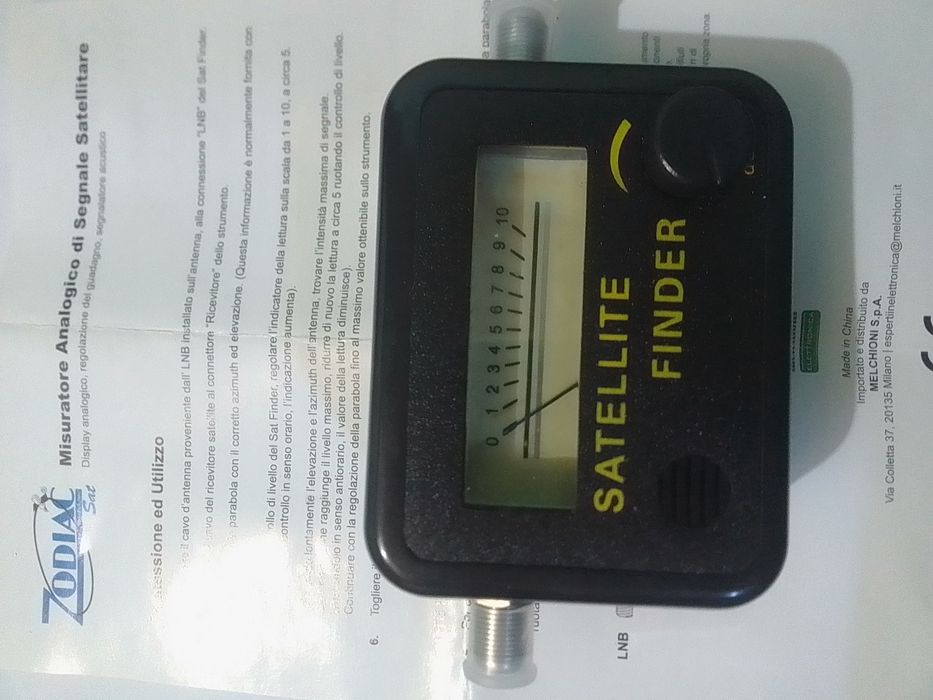 ZODIAC
Sat
Misuratore Analogico di Segnale Satellitare
Display analogico, regolazione del guadagno, segnalatore acustico
ed Utilizzo
il cavo d'antenna proveniente dall' LNB installato sull'antenna, alla connessione "LNB" del Sat Finder.
del ricevitore satellite al connettore "Ricevitore" dello strumento.
parabola con il corretto azimuth ed elevazione. (Questa informazione è normalmente fornita con
di livello del Sat Finder, regolare l'indicatore della lettura sulla scala da 1 a 10, a circa 5.
controllo in senso orario, l'indicazione aumenta).
lentamente l'elevazione e l'azimuth dell'antenna, trovare l'intensità massima di segnale.
raggiunge il livello massimo, ridurre di nuovo la lettura a circa 5 ruotando il controllo di livello.
in senso antiorario, il valore della lettura diminuisce).
Continuare con la regolazione della parabola fino al massimo valore ottenibile sullo strumento.
6. Togliere
0 1 2 3 4 5 6 7 8 9 10
SATELLITE
FINDER
LNB
a parabola
propria zona.
ELETTRONICA
Made in China
Importato e distribuito da
MELCHIONI S.p.A.
Via Colletta 37, 20135 Milano | espertiinelettronica@melchioni.it